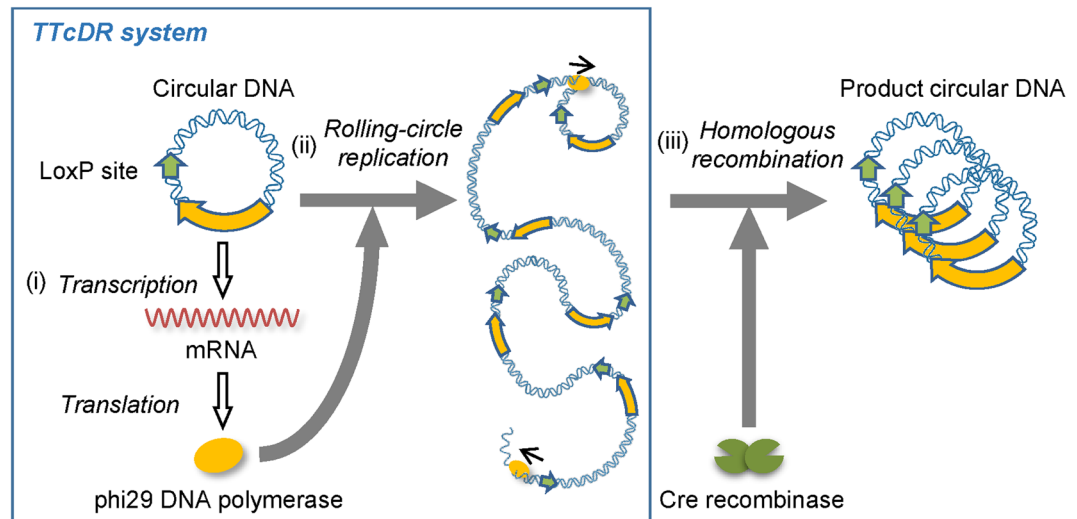 TTcDR system
Circular DNA
LoxP site
(i) Transcription
mRNA
Translation
phi29 DNA polymerase
(ii) Rolling-circle
replication
(iii) Homologous
recombination
Cre recombinase
Product circular DNA